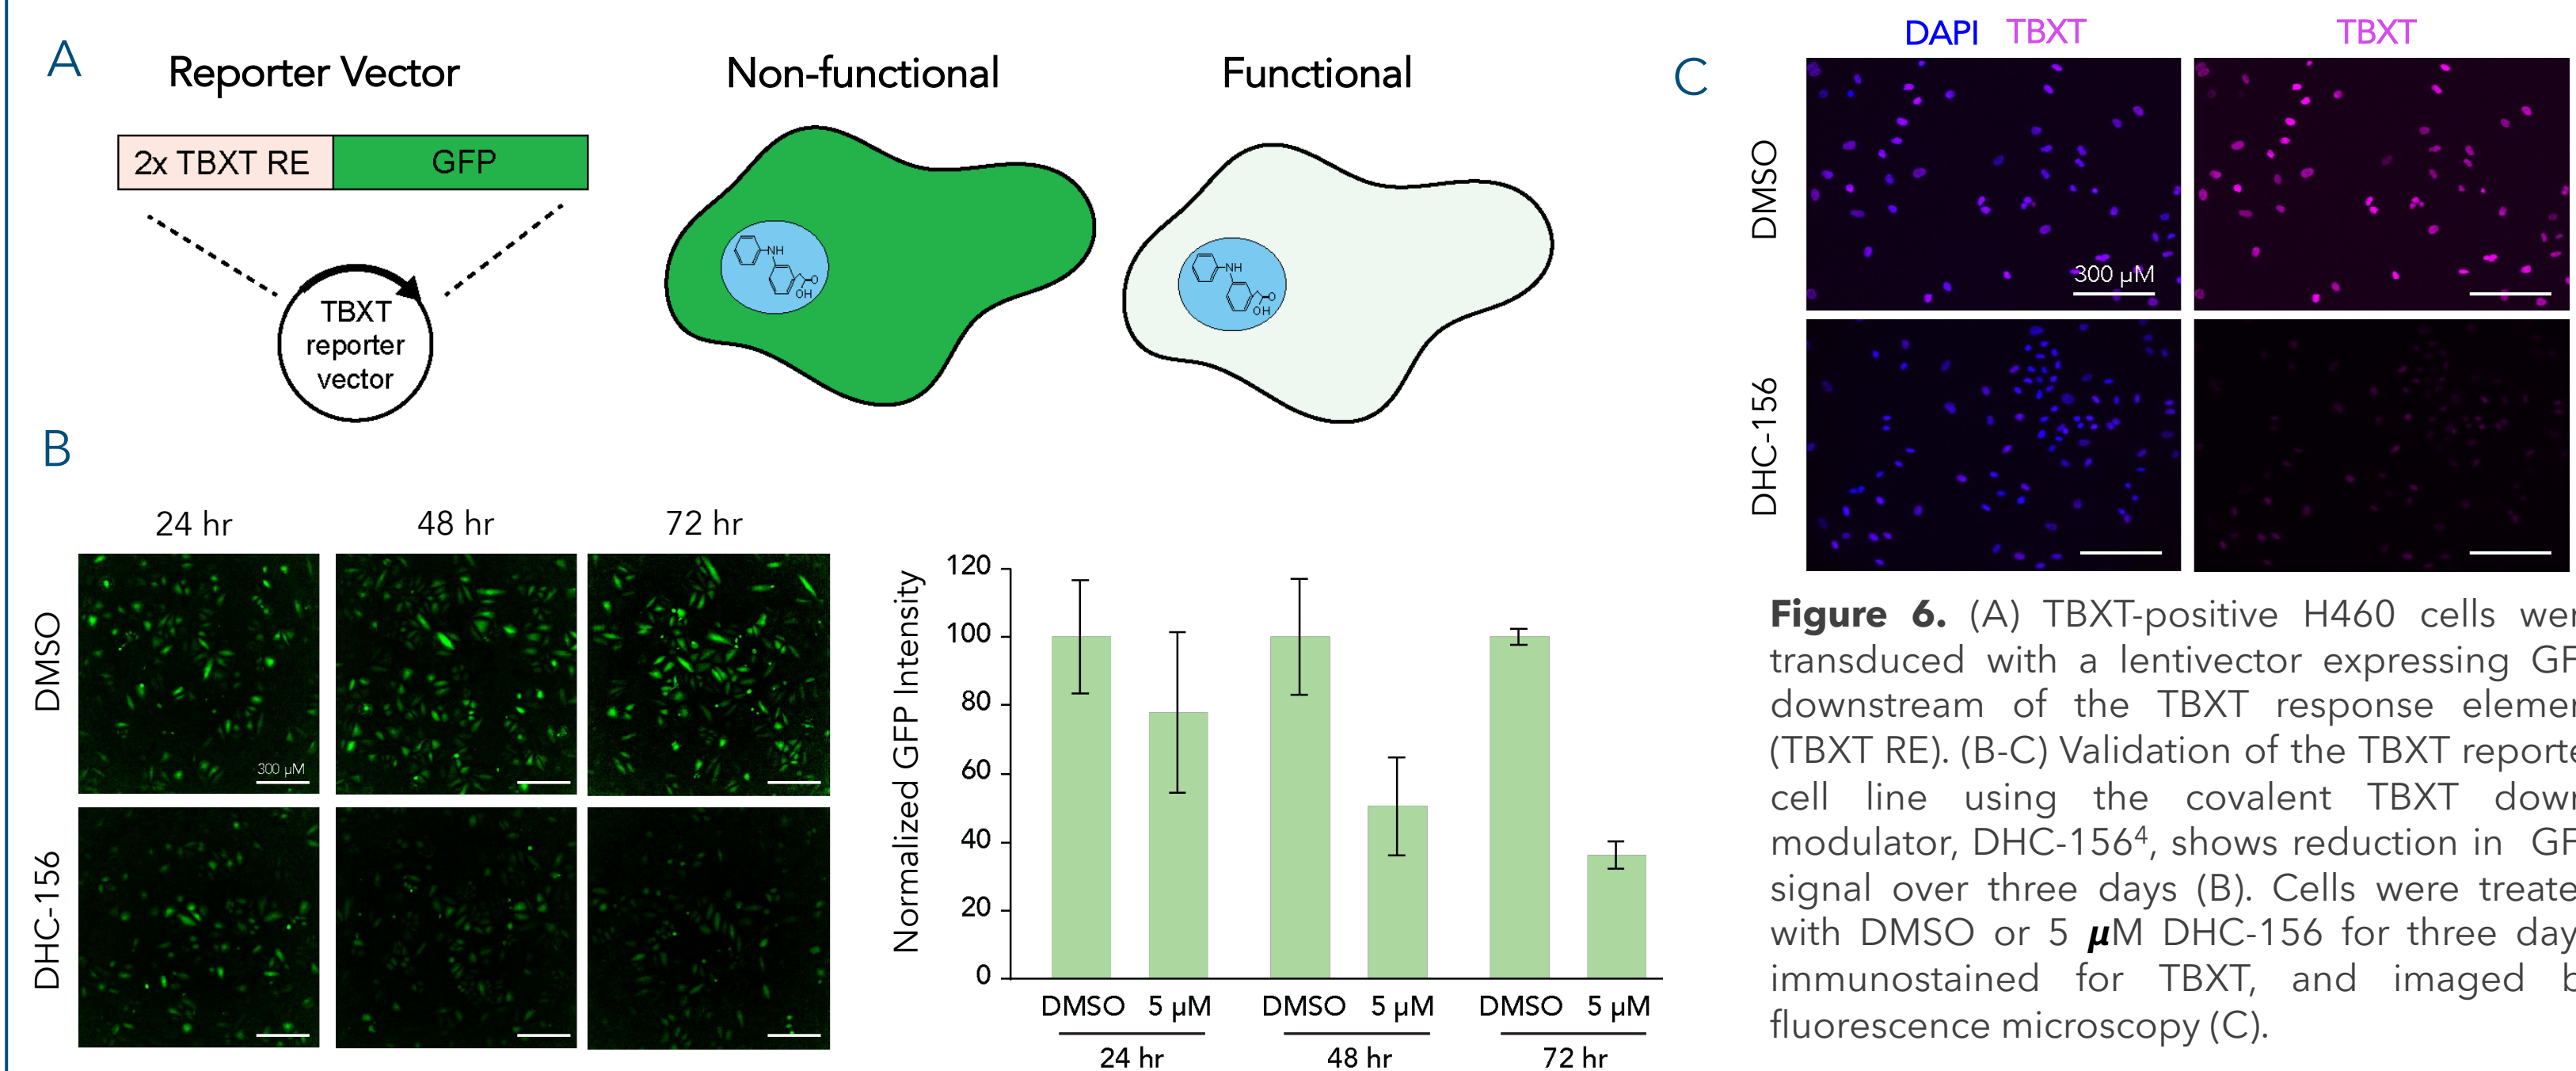 A
Reporter Vector
2x TBXT RE
GFP
TBXT
reporter
vector
Non-functional
NH
O
OH
Functional
NH
O
OH
B
24 hr
48 hr
72 hr
DMSO
300 µM
DHC-156
Normalized GFP Intensity
120
100
80
60
40
20
0
DMSO 5 µM
DMSO 5 µM
DMSO 5 µM
24 hr
48 hr
72 hr
C
DAPI TBXT
TBXT
DMSO
300 µM
DHC-156
Figure 6. (A) TBXT-positive H460 cells wer
transduced with a lentivector expressing GF
downstream of the TBXT response elemen
(TBXT RE). (B-C) Validation of the TBXT reporte
cell line using the covalent TBXT down
modulator, DHC-156⁴, shows reduction in GF
signal over three days (B). Cells were treate
with DMSO or 5 µM DHC-156 for three day
immunostained for TBXT, and imaged b
fluorescence microscopy (C).